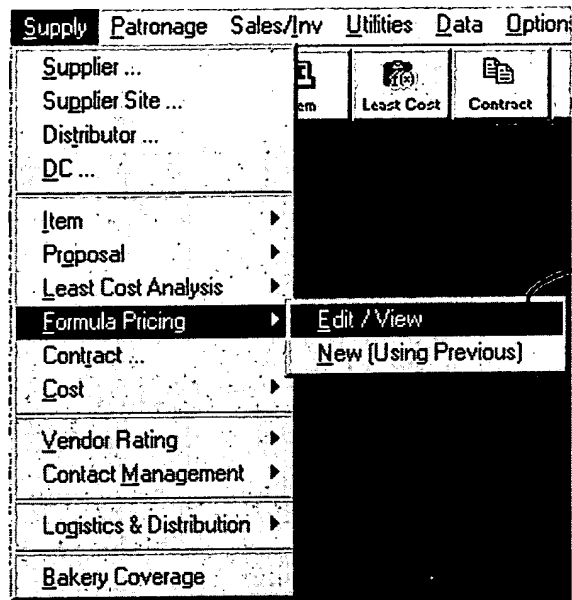 Supply Patronage Sales/Inv Utilities Data Option
Supplier ...
Supplier Site ...
Distributor ...
DC ...
Least Cost
Contract
Item
Proposal
Least Cost Analysis
Formula Pricing
Edit / View
Contract ...
New (Using Previous)
Cost
Vendor Rating
Contact Management
Logistics & Distribution
Bakery Coverage